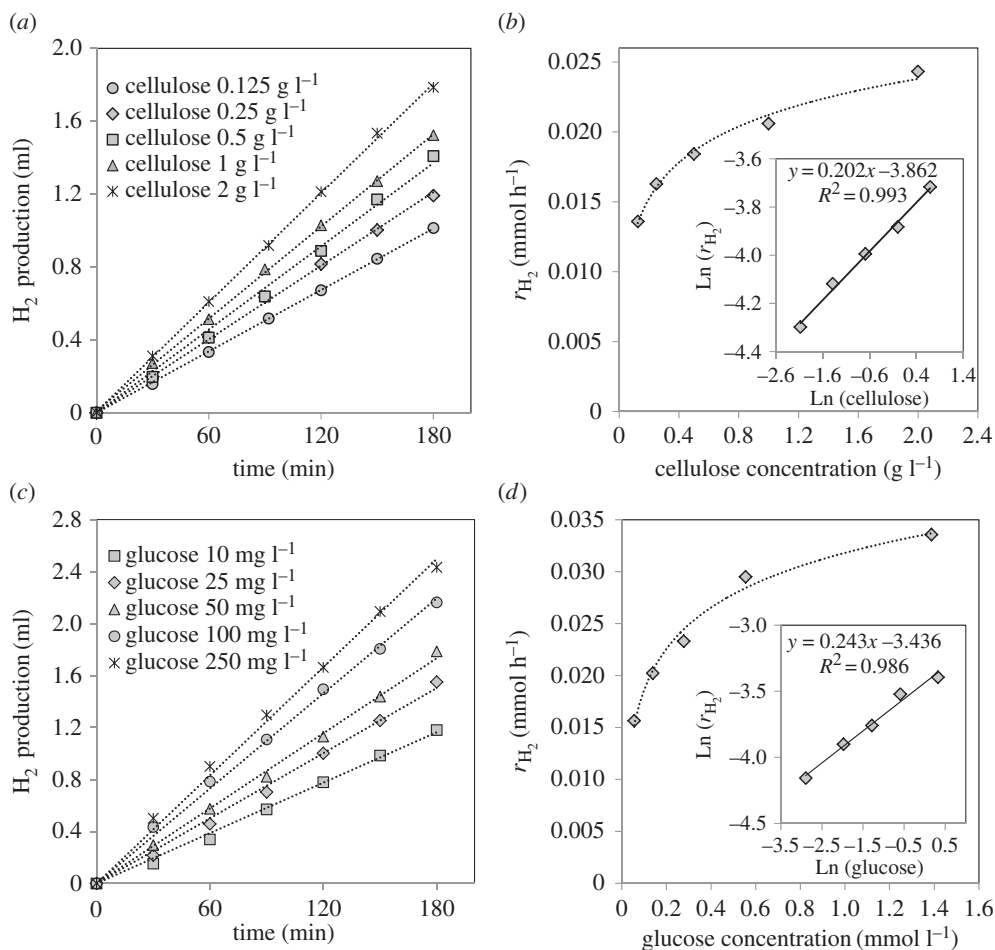 (a)
2.0
1.6
1.2
0.8
0.4
0
H₂ production (ml)
cellulose 0.125 g l⁻¹
cellulose 0.25 g l⁻¹
cellulose 0.5 g l⁻¹
cellulose 1 g l⁻¹
cellulose 2 g l⁻¹
0 60 120 180
time (min)
(b)
0.025
0.020
0.015
0.010
0.005
0
r_H₂ (mmol h⁻¹)
−3.6
−3.8
−4.0
−4.2
−4.4
Ln (r_H₂)
y = 0.202x −3.862
R² = 0.993
−2.6 −1.6 −0.6 0.4 1.4
Ln (cellulose)
0 0.4 0.8 1.2 1.6 2.0 2.4
cellulose concentration (g l⁻¹)
(c)
2.8
2.4
2.0
1.6
1.2
0.8
0.4
0
H₂ production (ml)
glucose 10 mg l⁻¹
glucose 25 mg l⁻¹
glucose 50 mg l⁻¹
glucose 100 mg l⁻¹
glucose 250 mg l⁻¹
0 60 120 180
time (min)
(d)
0.035
0.030
0.025
0.020
0.015
0.010
0.005
0
r_H₂ (mmol h⁻¹)
−3.0
−3.5
−4.0
−4.5
Ln (r_H₂)
y = 0.243x −3.436
R² = 0.986
−3.5 −2.5 −1.5 −0.5 0.5
Ln (glucose)
0 0.2 0.4 0.6 0.8 1.0 1.2 1.4 1.6
glucose concentration (mmol l⁻¹)